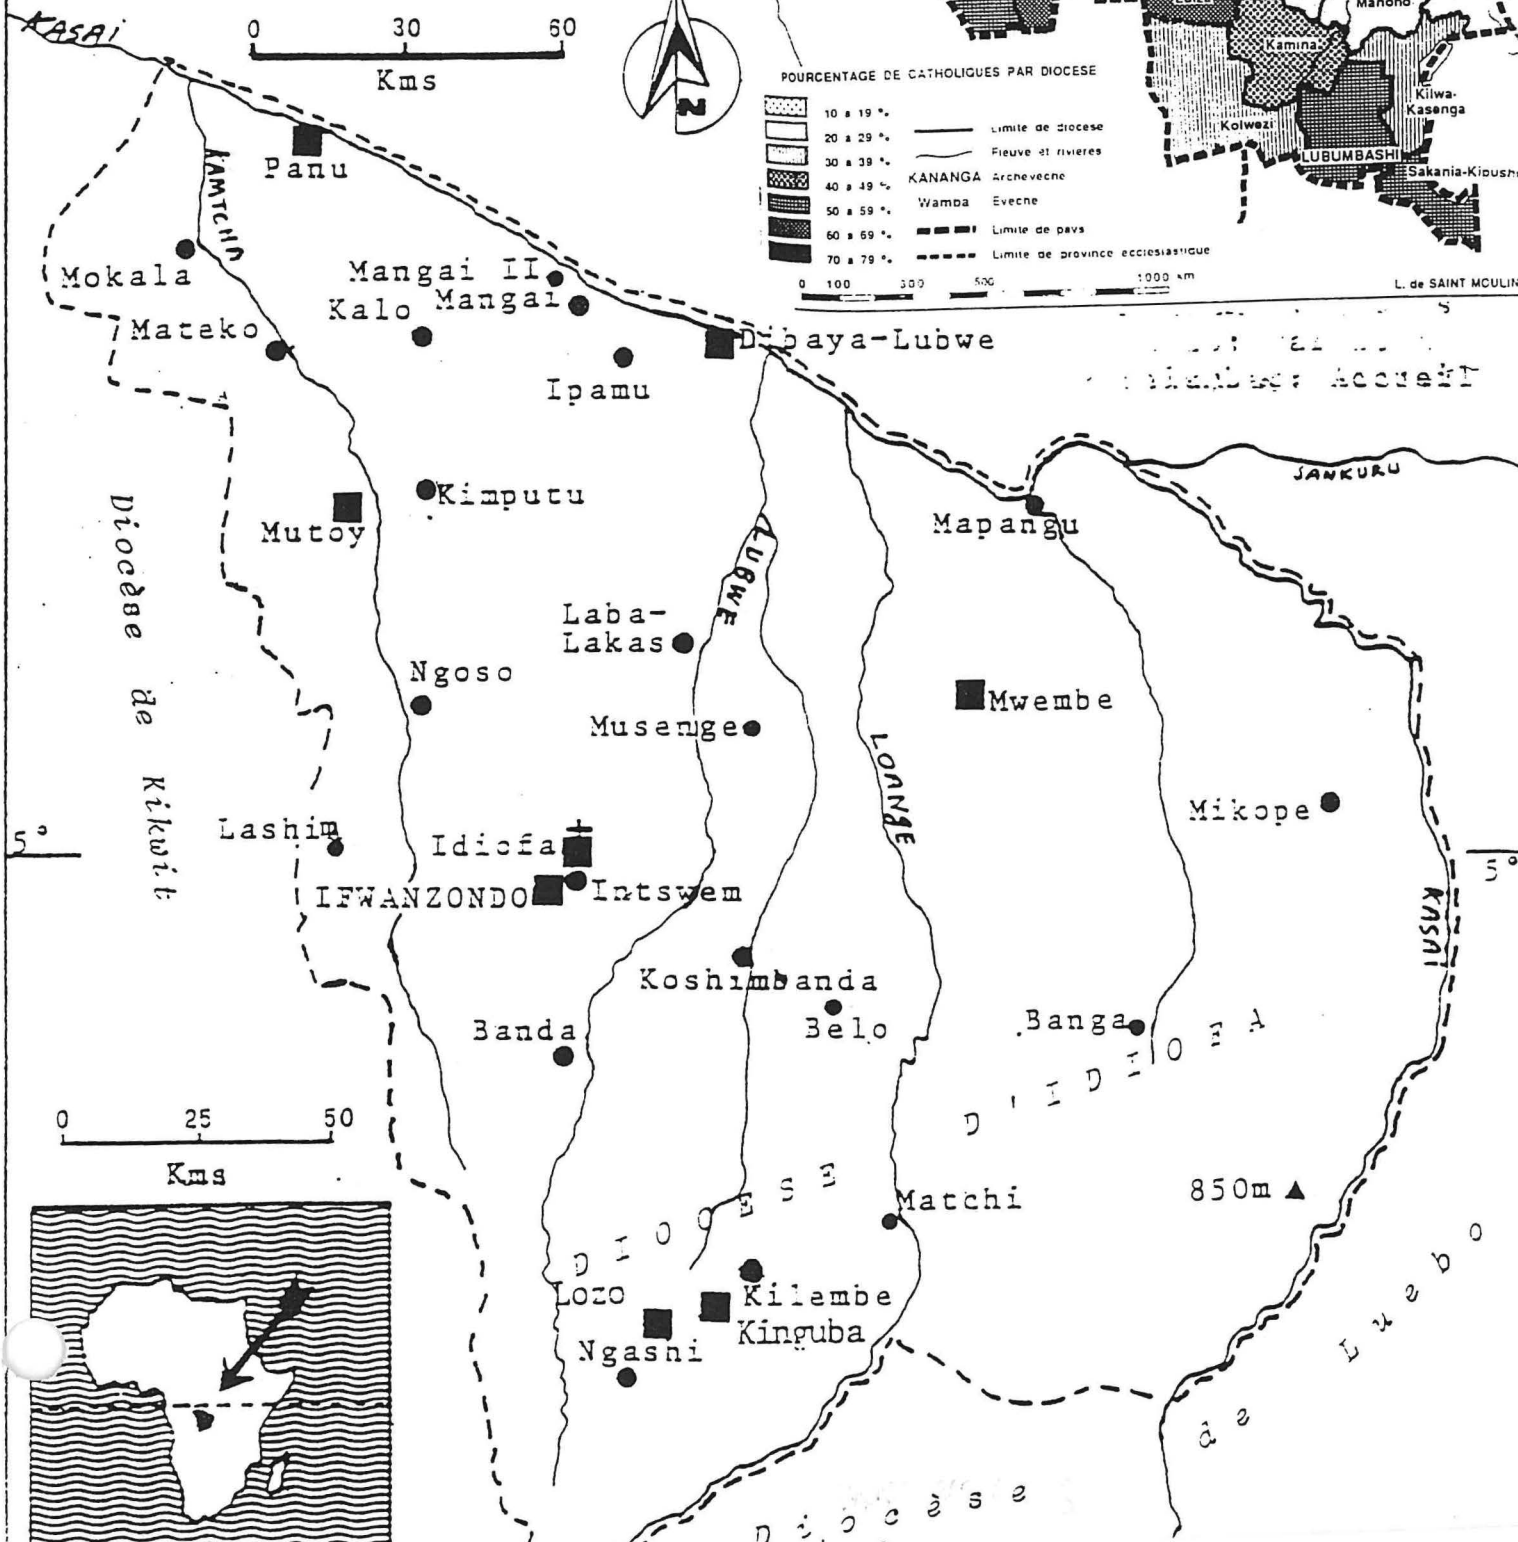 KASAI
0 30 60
Kms
N
Manono
Kamina
Kilwa-
Kasenga
Kolwezi
LUBUMBASHI
Sakania-Kipushi
POURCENTAGE DE CATHOLIQUES PAR DIOCESE
10 a 19 %
20 a 29 %
30 a 39 %
40 a 49 %
50 a 59 %
60 a 69 %
70 a 79 %
Limite de diocese
Fleuve et rivieres
KANANGA Archeveche
Wamba Eveche
Limite de pays
Limite de province ecclesiastique
0 100 300 500 1000 km
L. de SAINT MOULIN
Panu
KAMTCHA
Mokala
Mangai II
Mangai
Kalo
Mateko
Dibaya-Lubwe
Ipamu
SANKURU
Kimputu
Mutoy
Mapangu
Diocèse de Kikwit
LUBWE
Laba-
Lakas
Ngoso
Mwembe
Musenge
LOANGE
Mikope
Lashim
5°
Idiofa
5°
IFWANZONDO
Intswem
KASAI
Koshimbanda
Belo
Banda
Banga
DIOCESE D'IDIOFA
0 25 50
Kms
850m
Matchi
Lozo
Kilembe
Kinguba
Ngashi
Diocèse de Luebo